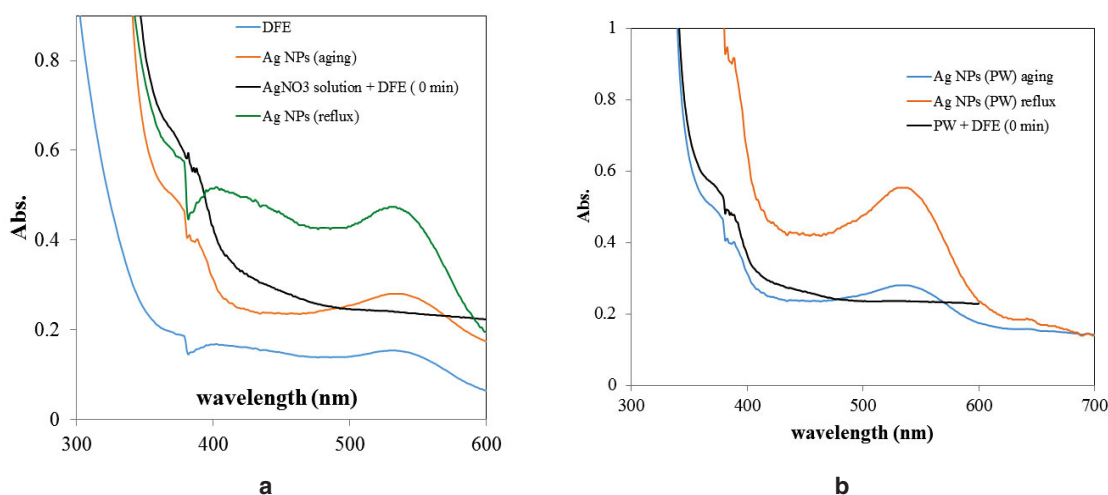 0.8
0.6
0.4
0.2
0
Abs.
300
400
500
600
wavelength (nm)
DFE
Ag NPs (aging)
AgNO3 solution + DFE ( 0 min)
Ag NPs (reflux)
a
1
0.8
0.6
0.4
0.2
0
Abs.
300
400
500
600
700
wavelength (nm)
Ag NPs (PW) aging
Ag NPs (PW) reflux
PW + DFE (0 min)
b